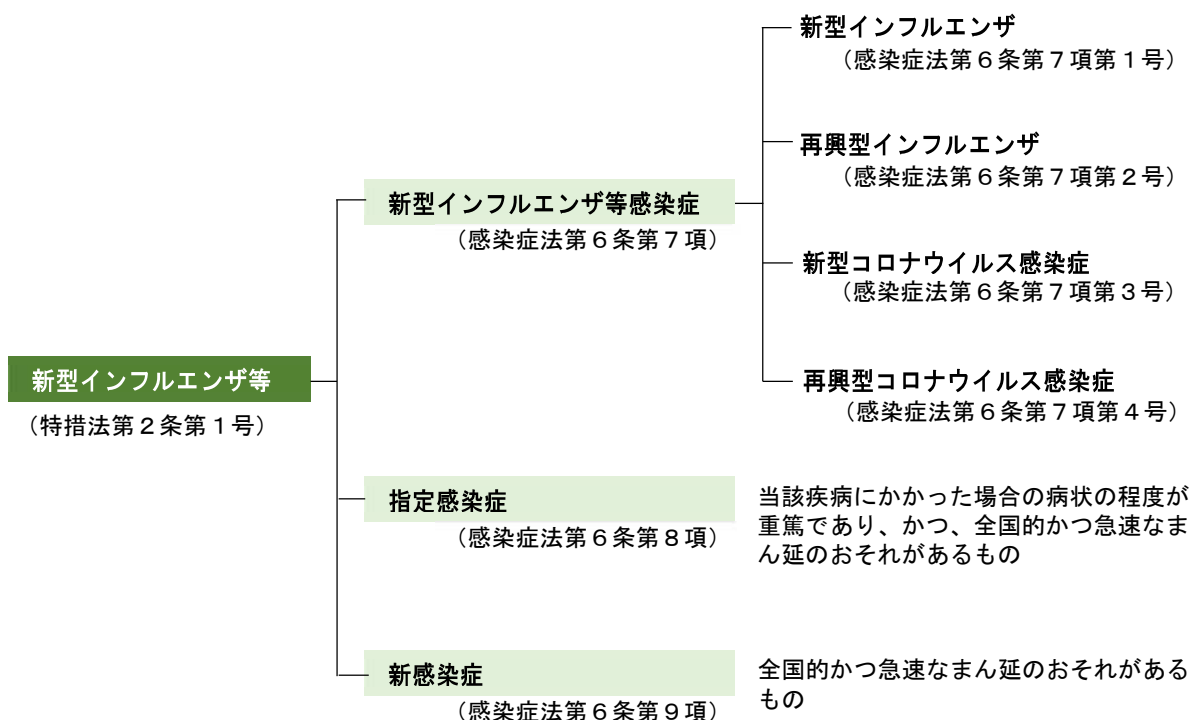 新型インフルエンザ等
（特措法第２条第１号）
新型インフルエンザ等感染症
（感染症法第６条第７項）
新型インフルエンザ
（感染症法第６条第７項第１号）
再興型インフルエンザ
（感染症法第６条第７項第２号）
新型コロナウイルス感染症
（感染症法第６条第７項第３号）
再興型コロナウイルス感染症
（感染症法第６条第７項第４号）
指定感染症
（感染症法第６条第８項）
当該疾病にかかった場合の病状の程度が
重篤であり、かつ、全国的かつ急速なま
ん延のおそれがあるもの
新感染症
（感染症法第６条第９項）
全国的かつ急速なまん延のおそれがある
もの